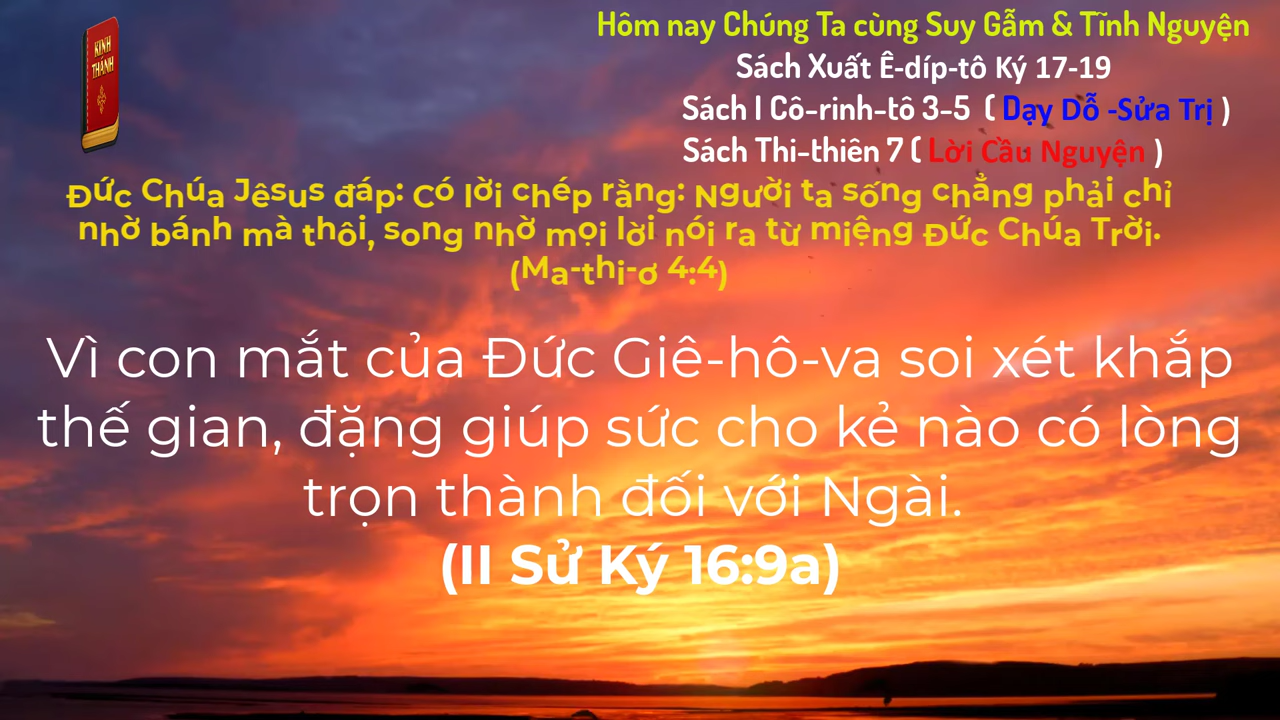 KINH
THÁNH
Hôm nay Chúng Ta cùng Suy Gẫm & Tĩnh Nguyện
Sách Xuất Ê-díp-tô Ký 17-19
Sách I Cô-rinh-tô 3-5 ( Dạy Dỗ -Sửa Trị )
Sách Thi-thiên 7 ( Lời Cầu Nguyện )
Đức Chúa Jêsus đáp: Có lời chép rằng: Người ta sống chẳng phải chỉ
nhờ bánh mà thôi, song nhờ mọi lời nói ra từ miệng Đức Chúa Trời.
(Ma-thi-ơ 4:4)
Vì con mắt của Đức Giê-hô-va soi xét khắp
thế gian, đặng giúp sức cho kẻ nào có lòng
trọn thành đối với Ngài.
(II Sử Ký 16:9a)